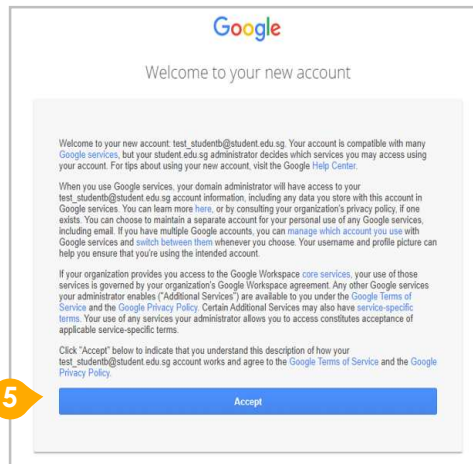 Google
Welcome to your new account
Welcome to your new account: test_studentb@student.edu.sg. Your account is compatible with many
Google services, but your student.edu.sg administrator decides which services you may access using
your account. For tips about using your new account, visit the Google Help Center.
When you use Google services, your domain administrator will have access to your
test_studentb@student.edu.sg account information, including any data you store with this account in
Google services. You can learn more here, or by consulting your organization's privacy policy, if one
exists. You can choose to maintain a separate account for your personal use of any Google services,
including email. If you have multiple Google accounts, you can manage which account you use with
Google services and switch between them whenever you choose. Your username and profile picture can
help you ensure that you're using the intended account.
If your organization provides you access to the Google Workspace core services, your use of those
services is governed by your organization's Google Workspace agreement. Any other Google services
your administrator enables ("Additional Services") are available to you under the Google Terms of
Service and the Google Privacy Policy. Certain Additional Services may also have service-specific
terms. Your use of any services your administrator allows you to access constitutes acceptance of
applicable service-specific terms.
Click "Accept" below to indicate that you understand this description of how your
test_studentb@student.edu.sg account works and agree to the Google Terms of Service and the Google
Privacy Policy.
5
Accept